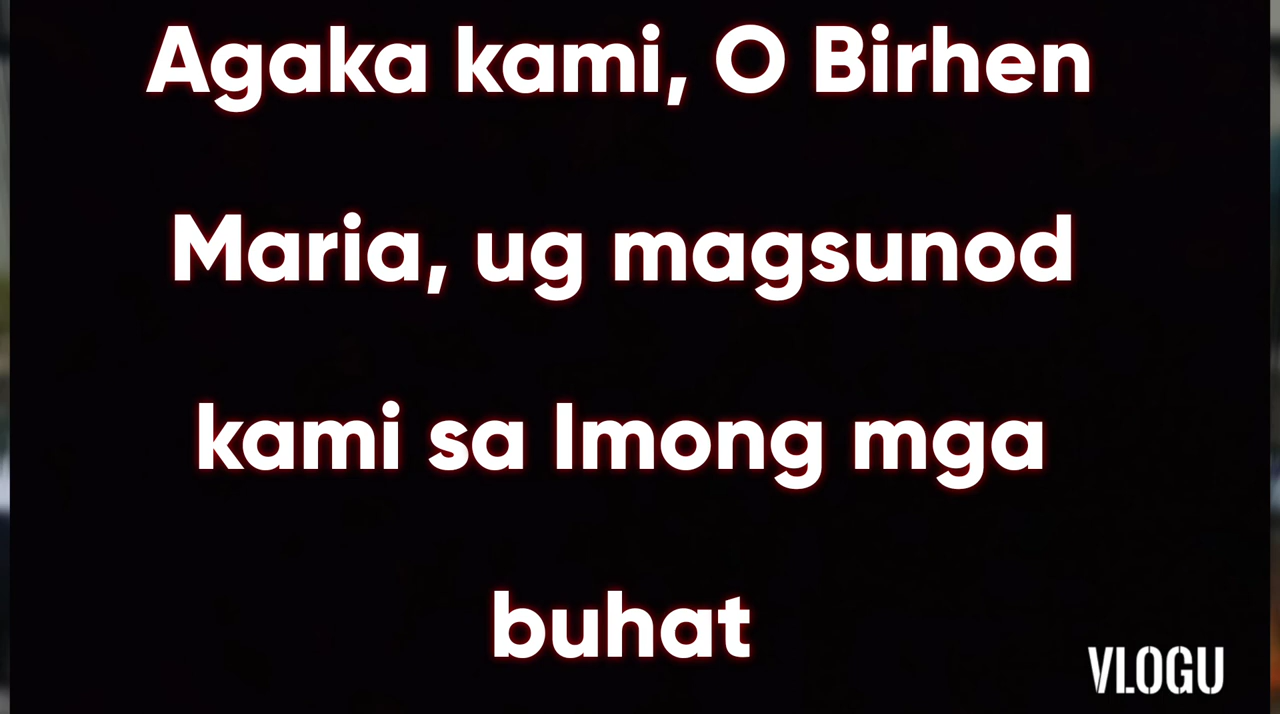 Agaka kami, O Birhen
Maria, ug magsunod
kami sa Imong mga
buhat
VLOGU